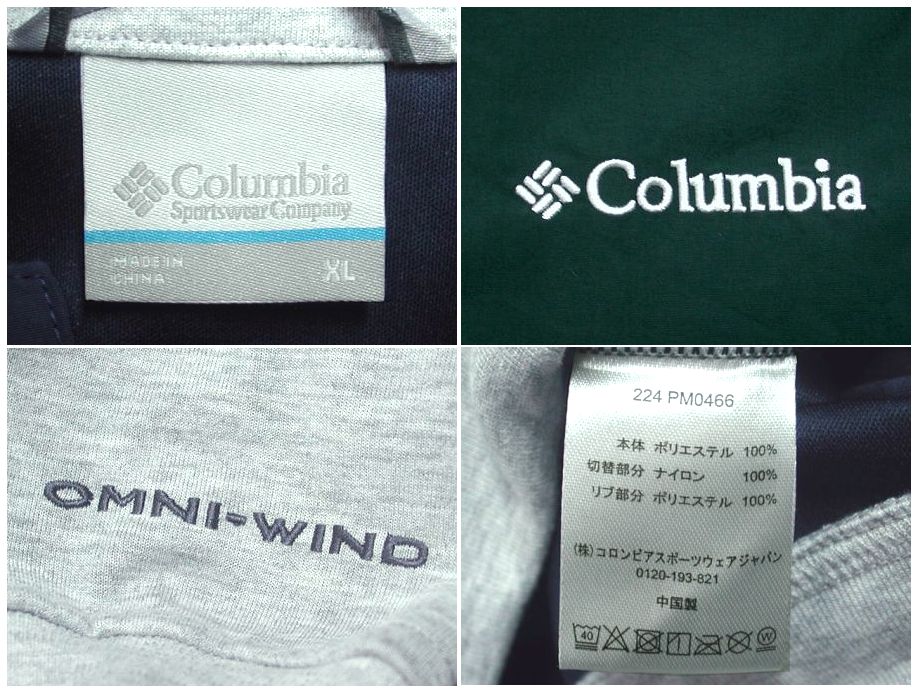 Columbia
Sportswear Company
MADE IN
CHINA
XL
Columbia
OMNI-WIND
224 PM0466
本体 ポリエステル 100%
切替部分 ナイロン 100%
リブ部分 ポリエステル 100%
(株)コロンビアスポーツウェアジャパン
0120-193-821
中国製
40
W